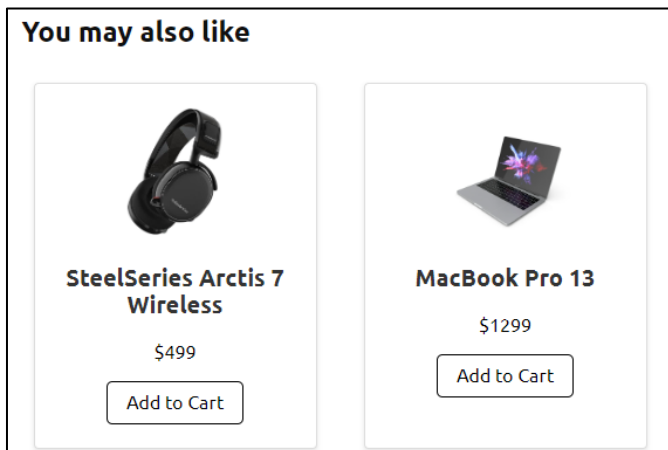 You may also like
SteelSeries Arctis 7
Wireless
$499
Add to Cart
MacBook Pro 13
$1299
Add to Cart